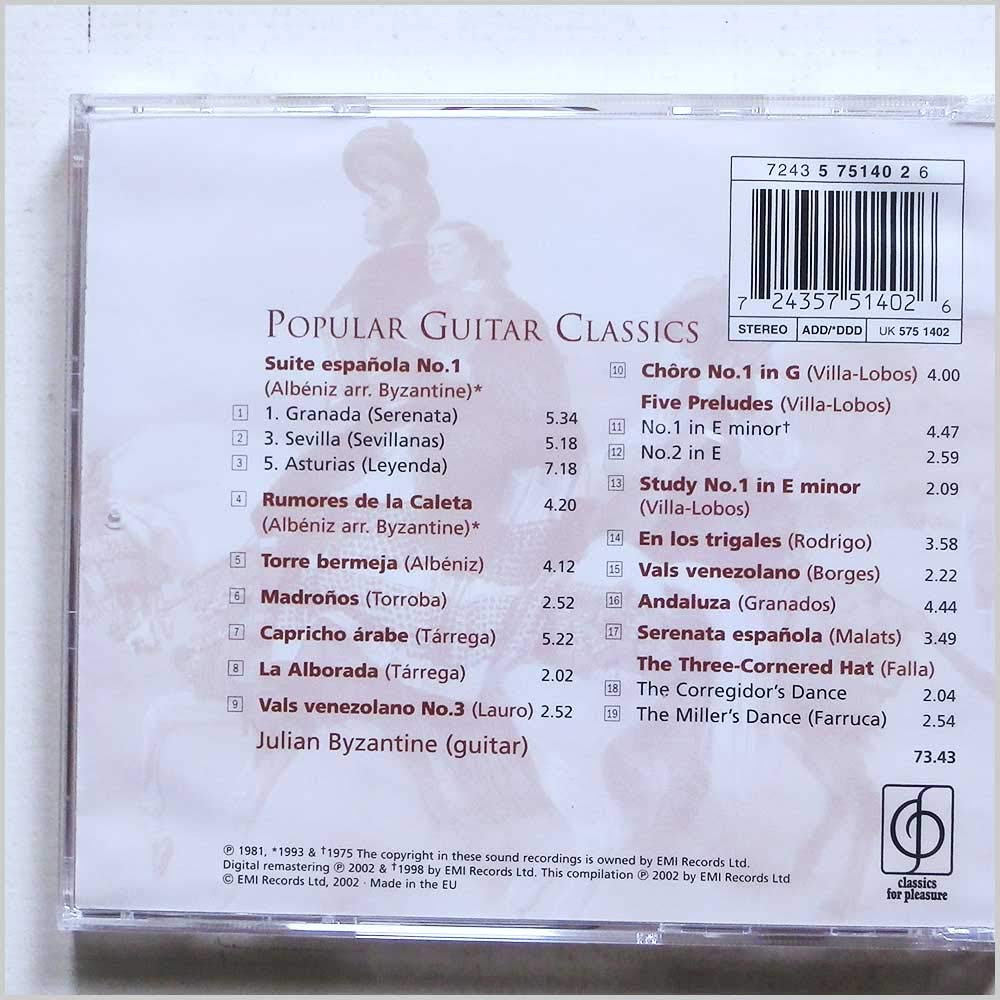 7243 5 75140 2 6
7 24357 51402 6
STEREO ADD/*DDD UK 575 1402
POPULAR GUITAR CLASSICS
Suite española No.1
(Albéniz arr. Byzantine)*
1 1. Granada (Serenata) 5.34
2 3. Sevilla (Sevillanas) 5.18
3 5. Asturias (Leyenda) 7.18
4 Rumores de la Caleta 4.20
(Albéniz arr. Byzantine)*
5 Torre bermeja (Albéniz) 4.12
6 Madroños (Torroba) 2.52
7 Capricho árabe (Tárrega) 5.22
8 La Alborada (Tárrega) 2.02
9 Vals venezolano No.3 (Lauro) 2.52
Julian Byzantine (guitar)
10 Chôro No.1 in G (Villa-Lobos) 4.00
Five Preludes (Villa-Lobos)
11 No.1 in E minor† 4.47
12 No.2 in E 2.59
13 Study No.1 in E minor 2.09
(Villa-Lobos)
14 En los trigales (Rodrigo) 3.58
15 Vals venezolano (Borges) 2.22
16 Andaluza (Granados) 4.44
17 Serenata española (Malats) 3.49
The Three-Cornered Hat (Falla)
18 The Corregidor's Dance 2.04
19 The Miller's Dance (Farruca) 2.54
73.43
℗ 1981, *1993 & †1975 The copyright in these sound recordings is owned by EMI Records Ltd.
Digital remastering ℗ 2002 & †1998 by EMI Records Ltd. This compilation ℗ 2002 by EMI Records Ltd
© EMI Records Ltd, 2002 · Made in the EU
classics
for pleasure